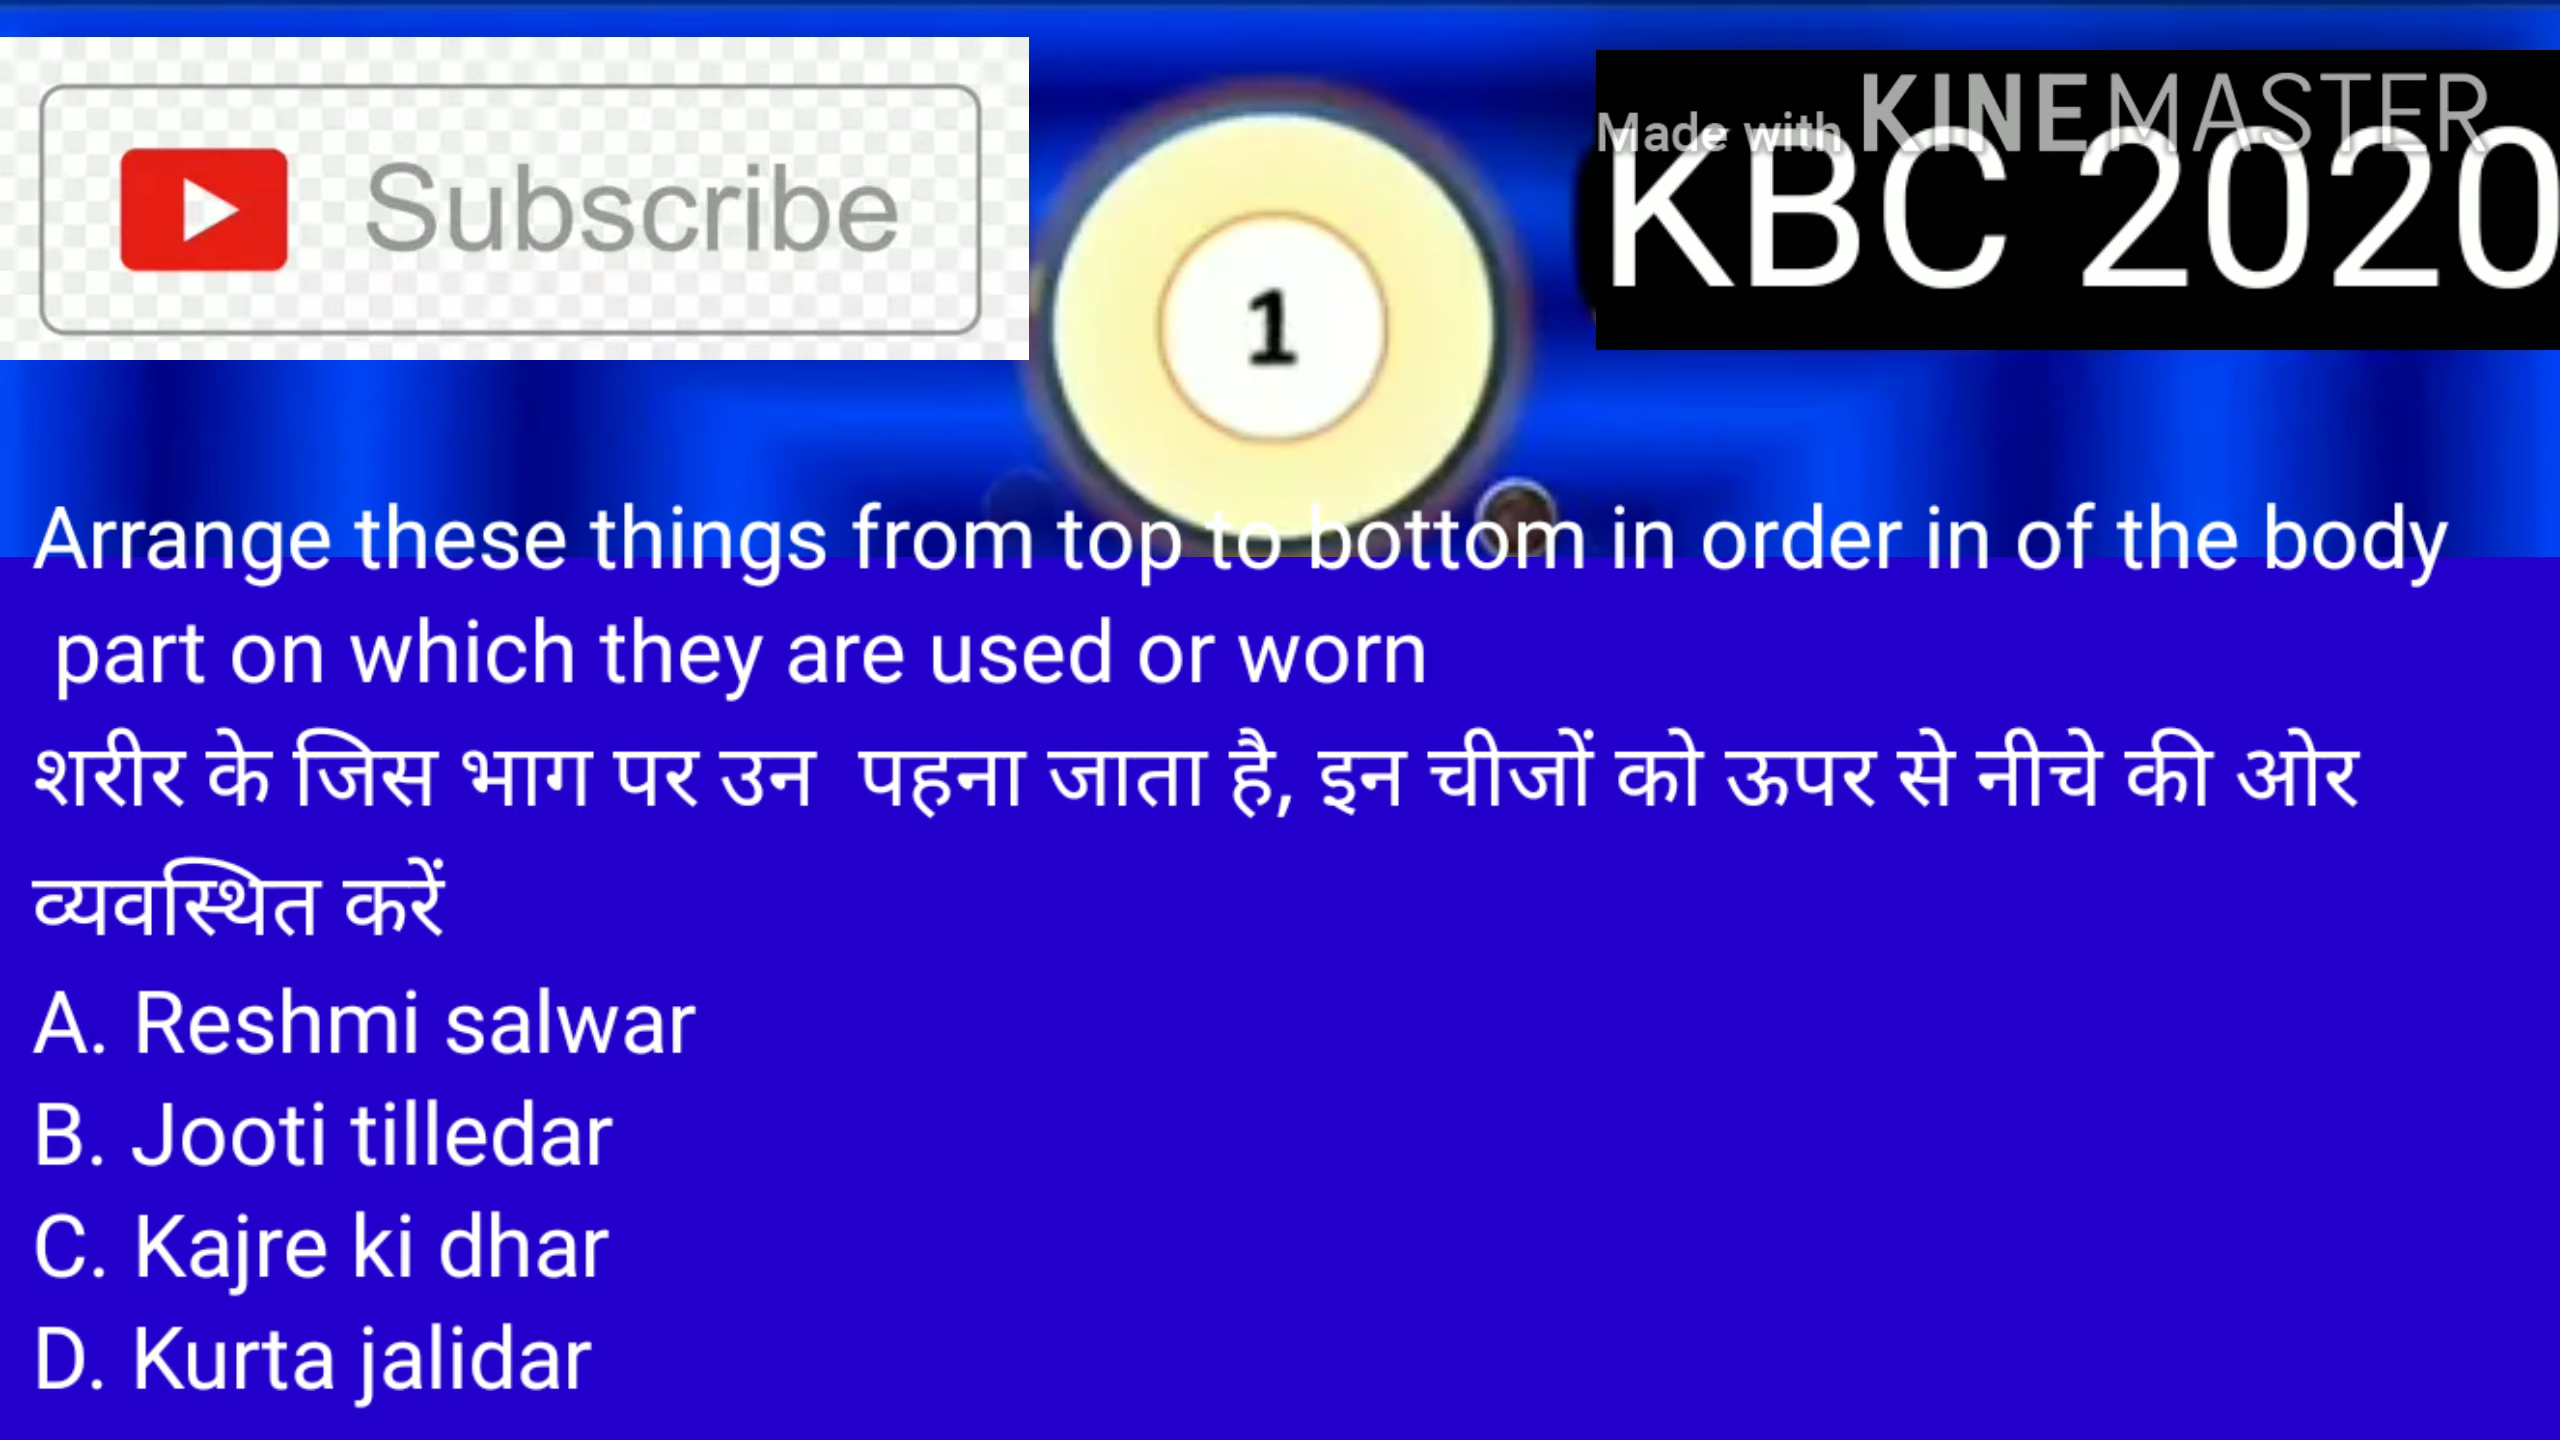 Subscribe
1
Made with KINEMASTER
KBC 2020
Arrange these things from top to bottom in order in of the body
part on which they are used or worn
शरीर के जिस भाग पर उन पहना जाता है, इन चीजों को ऊपर से नीचे की ओर
व्यवस्थित करें
A. Reshmi salwar
B. Jooti tilledar
C. Kajre ki dhar
D. Kurta jalidar